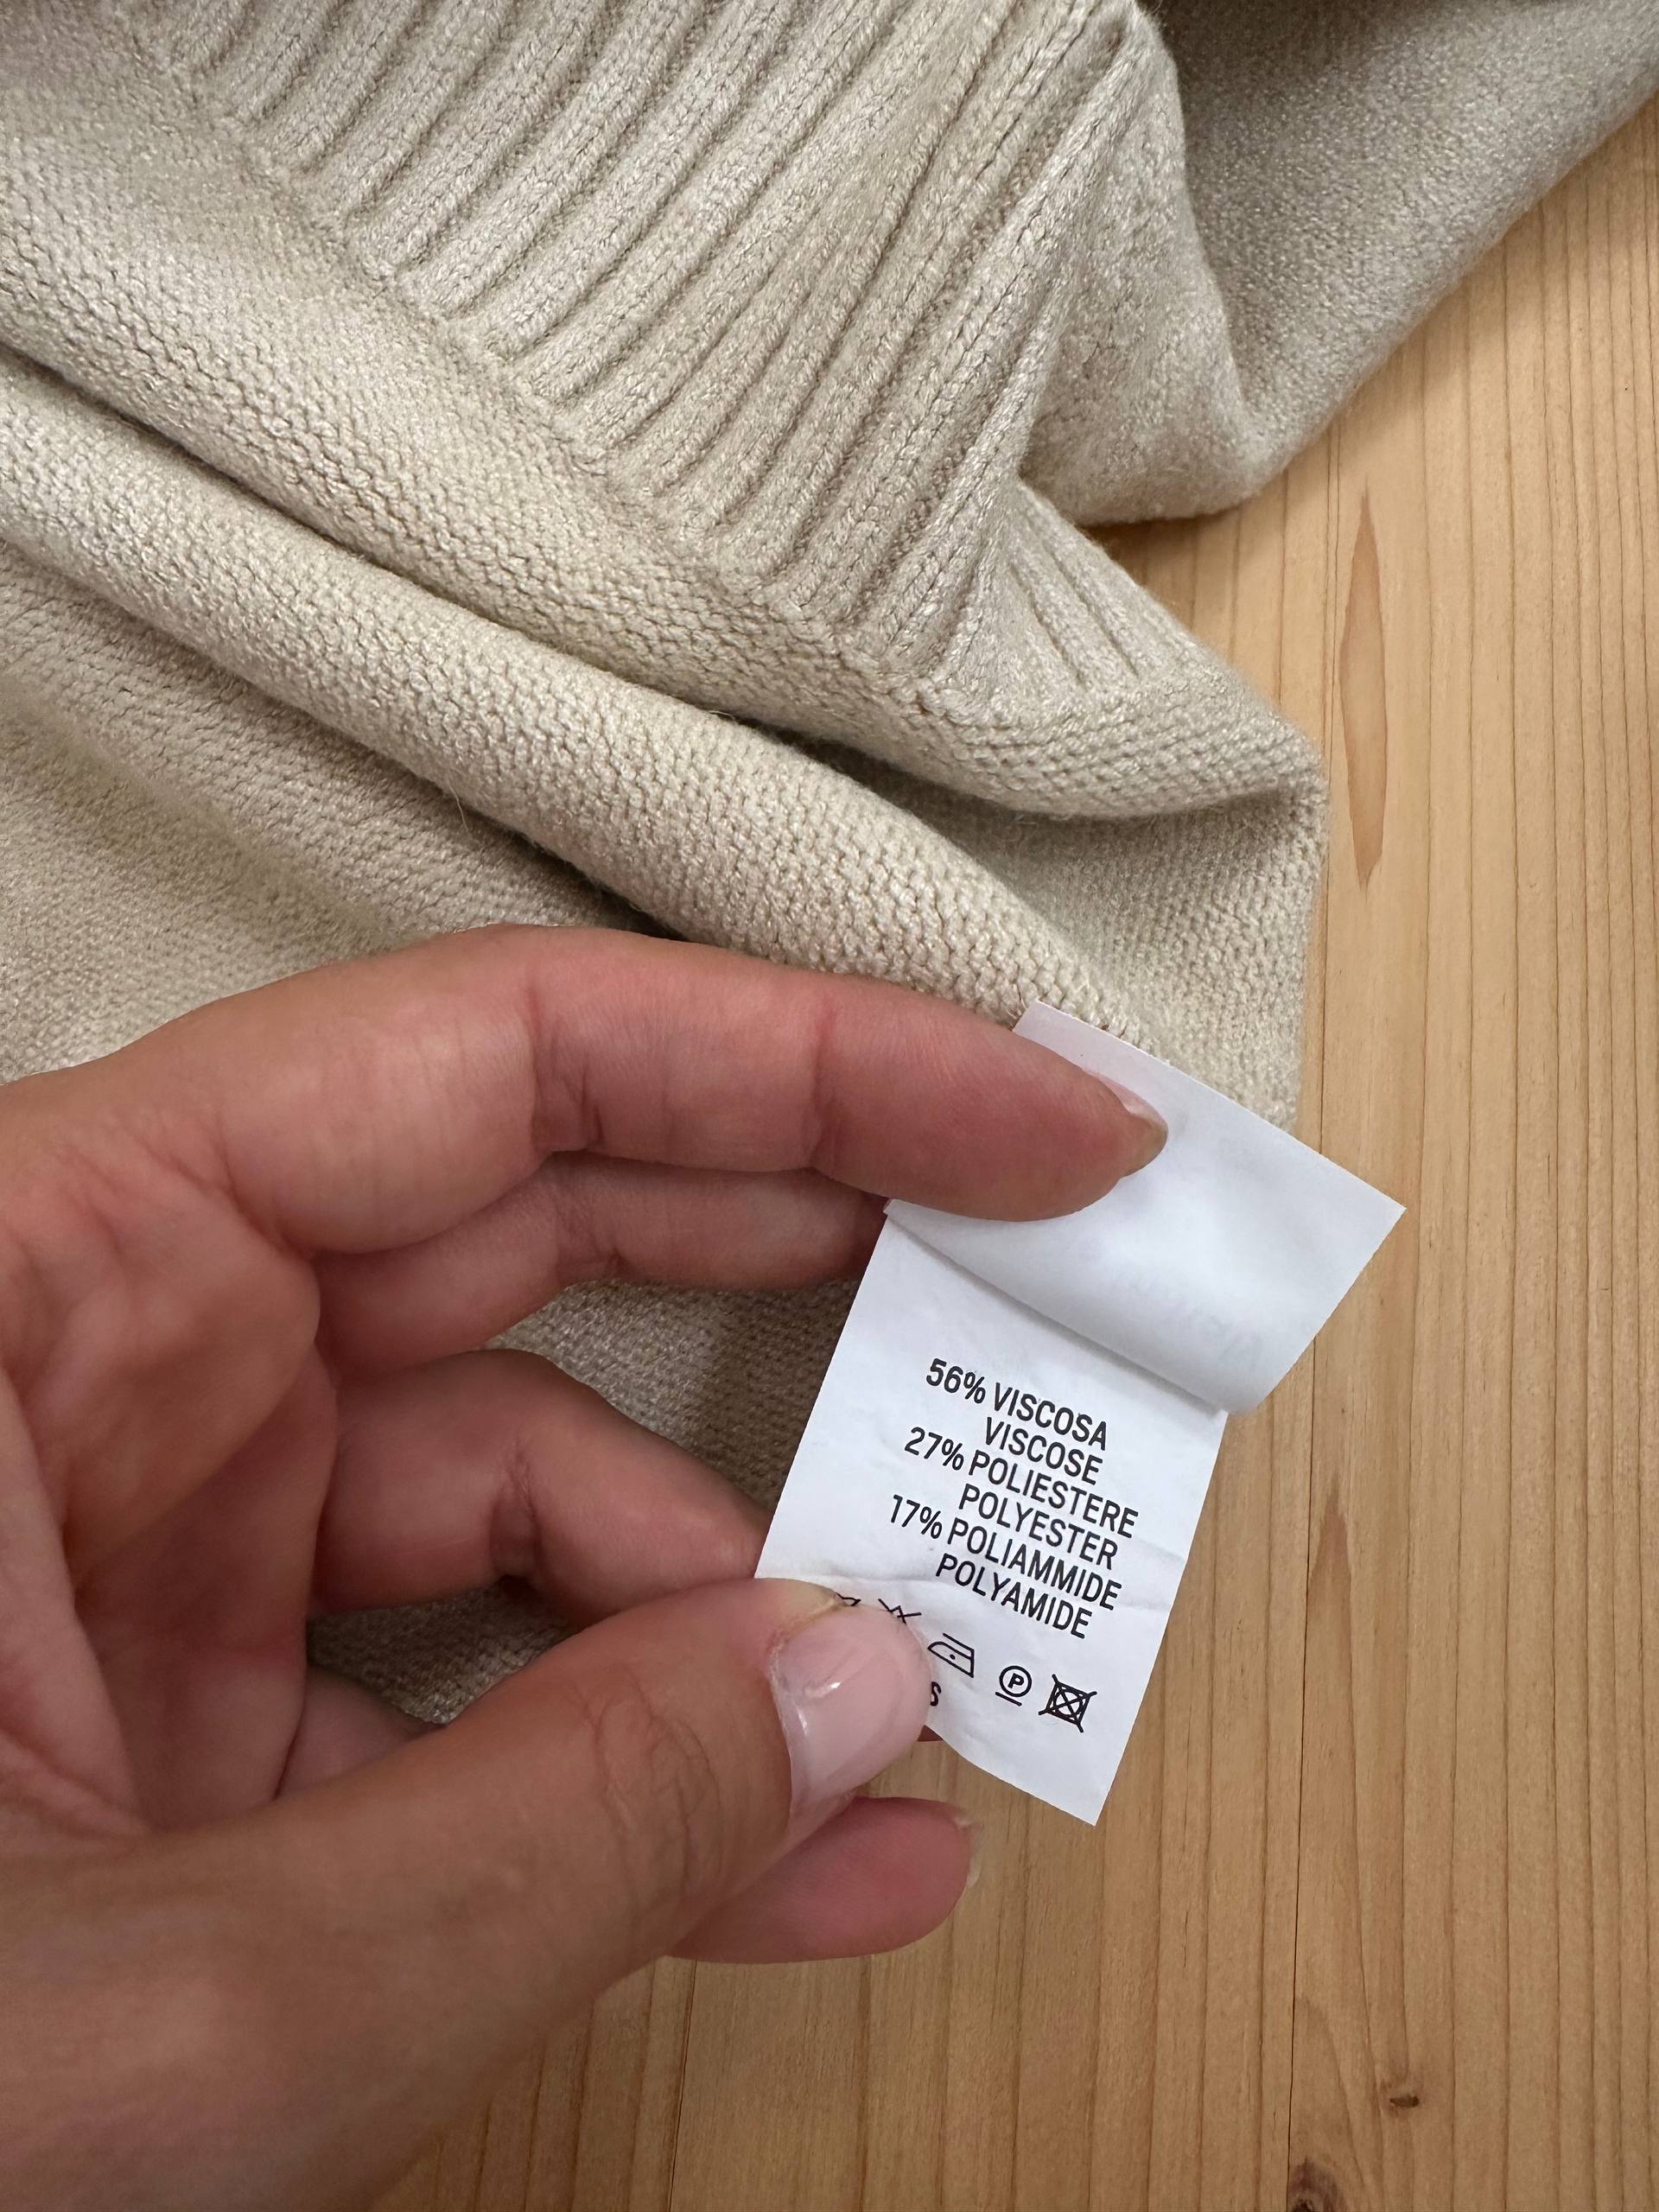 56% VISCOSA
VISCOSE
27% POLIESTERE
POLYESTER
17% POLIAMMIDE
POLYAMIDE
P
S